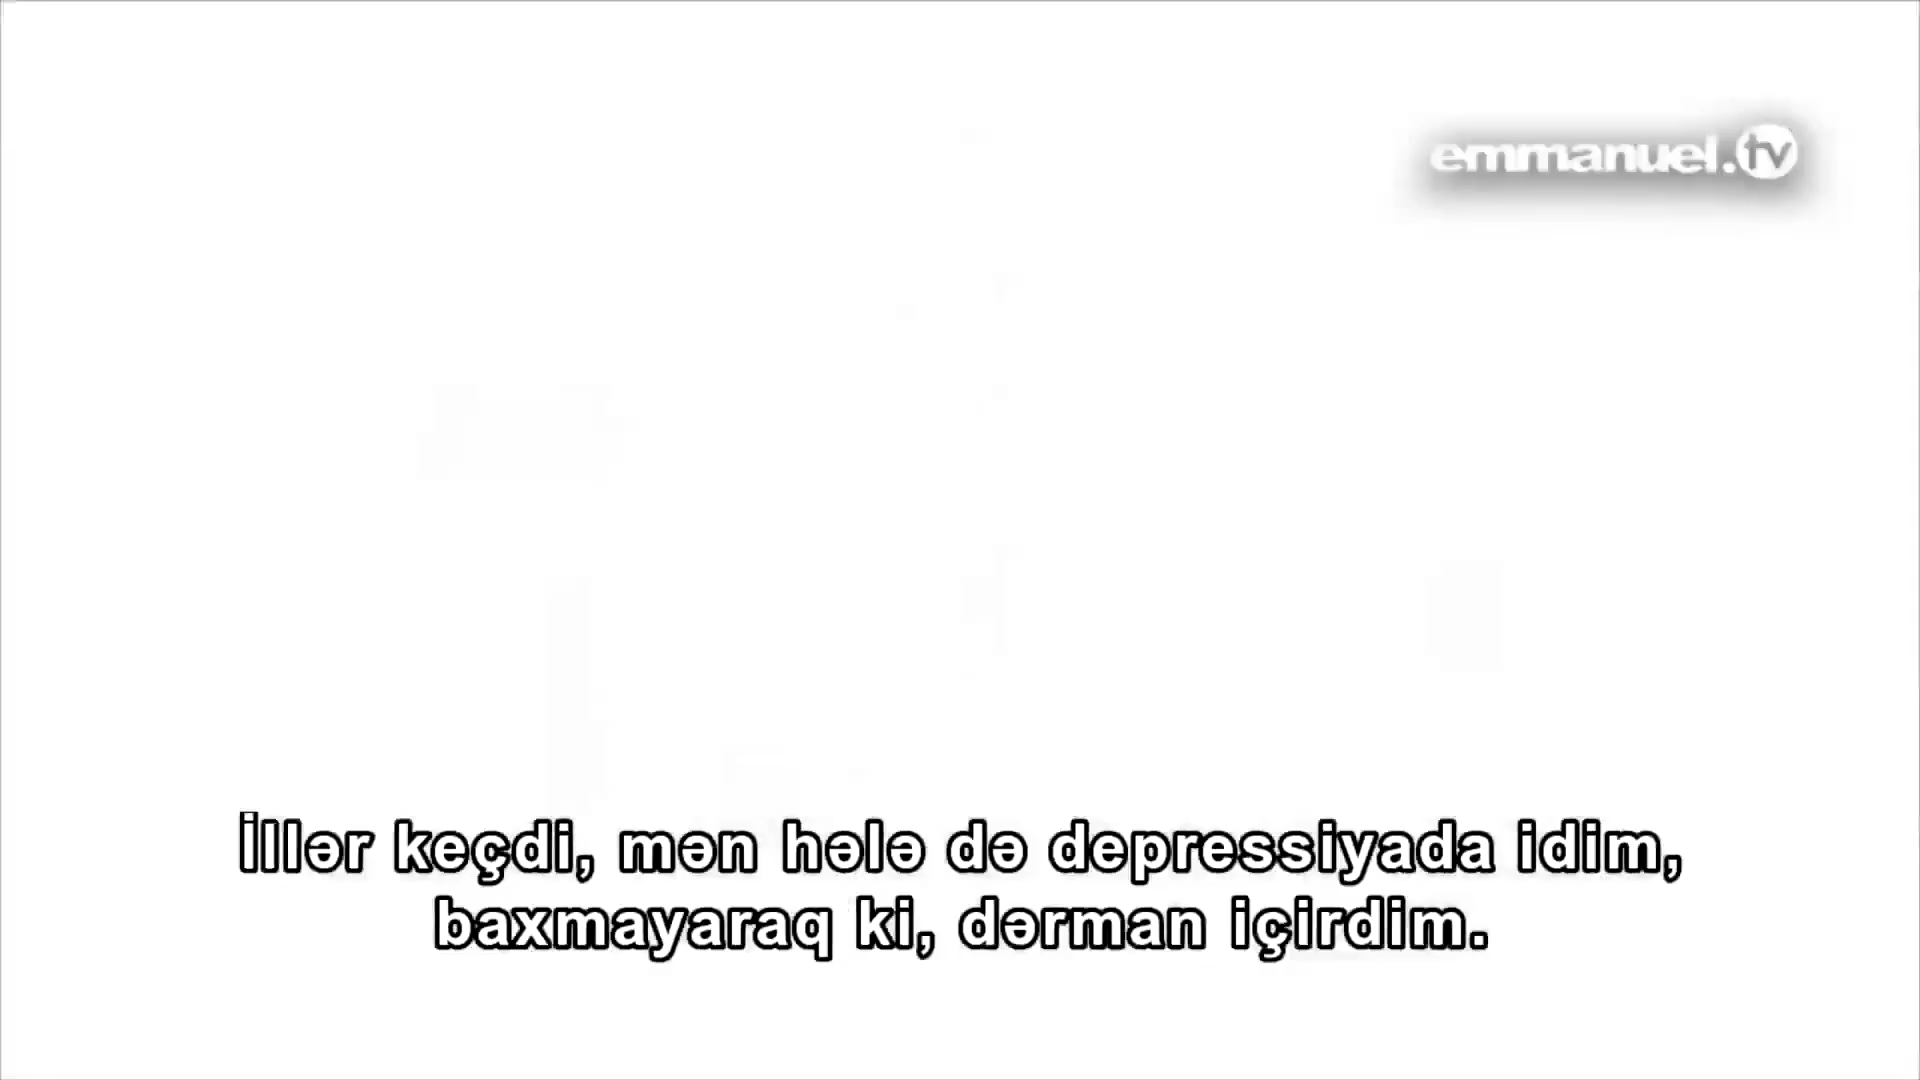 emmanuel.tv
İllər keçdi, mən hələ də depressiyada idim,
baxmayaraq ki, dərman içirdim.